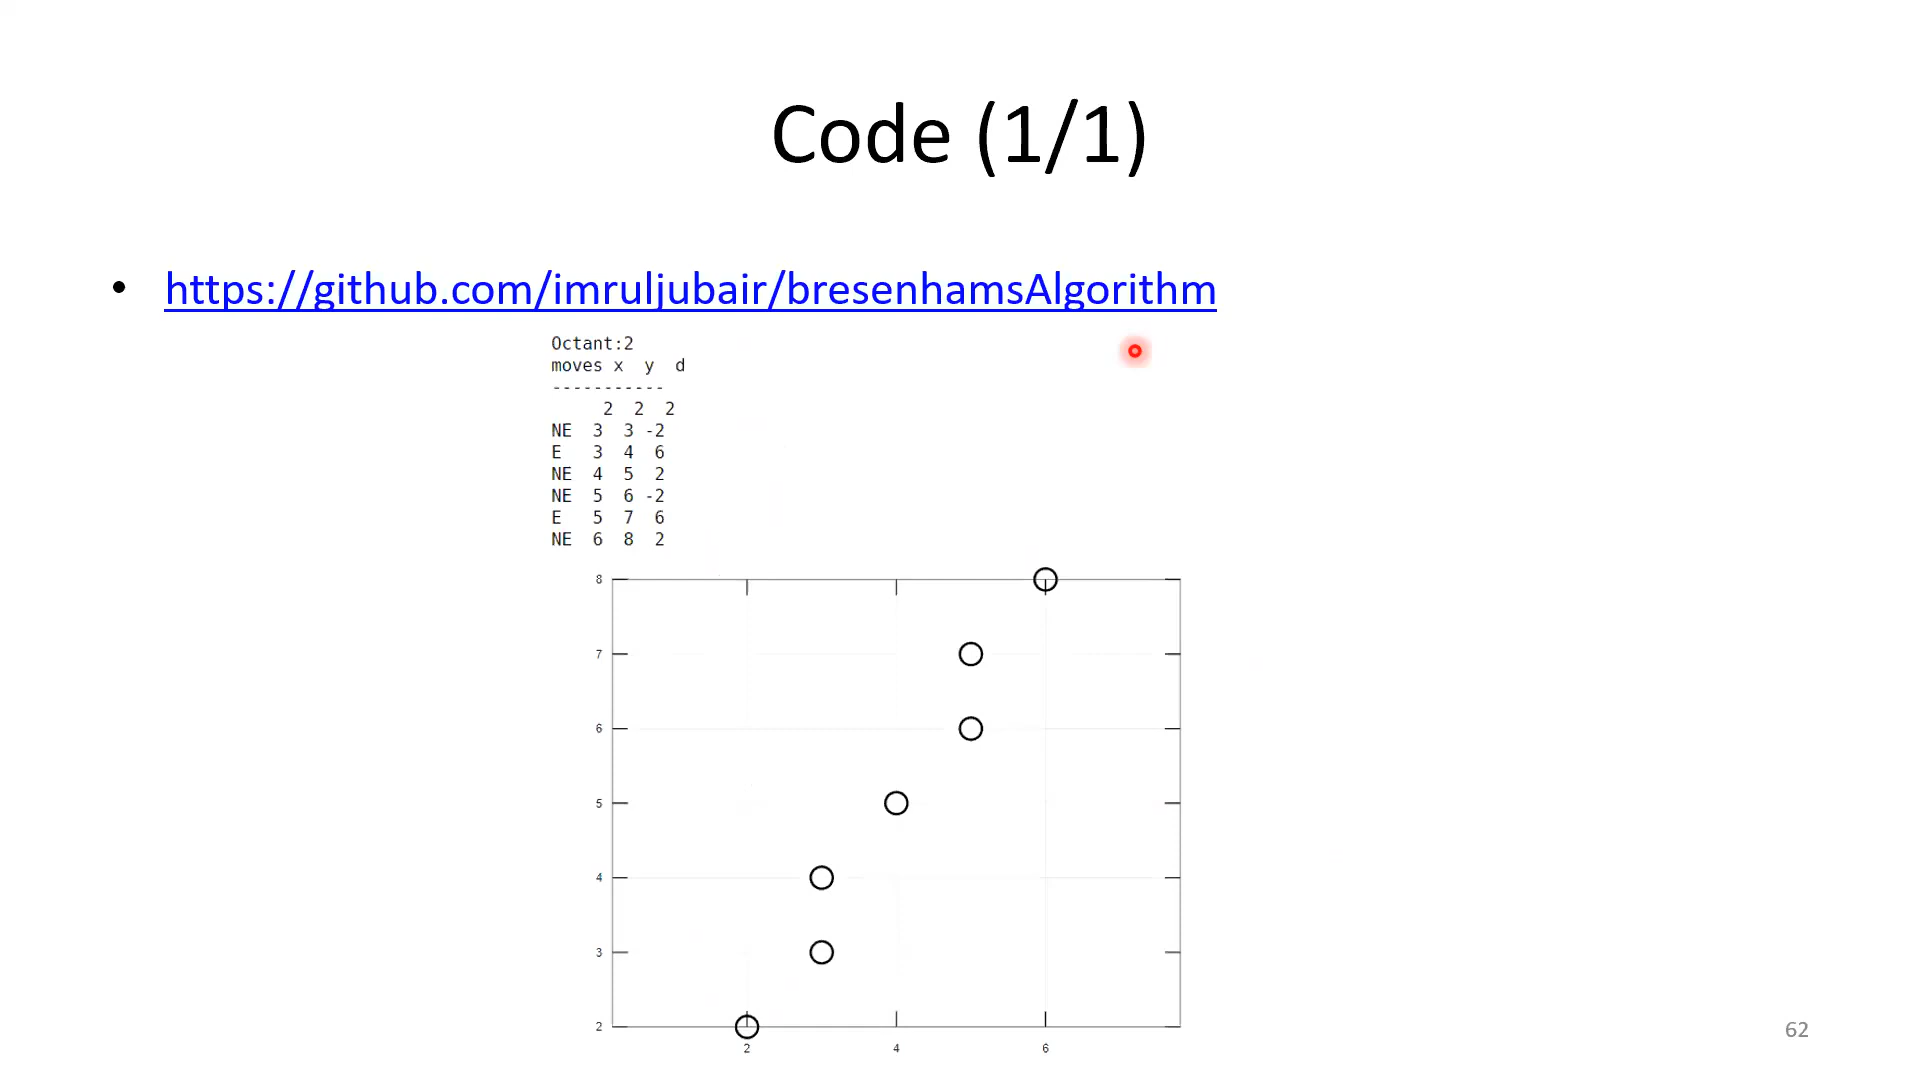 Code (1/1)
• https://github.com/imruljubair/bresenhamsAlgorithm
Octant:2
moves x  y  d
-----------
     2  2  2
NE  3  3 -2
E   3  4  6
NE  4  5  2
NE  5  6 -2
E   5  7  6
NE  6  8  2
8
7
6
5
4
3
2
2 4 6
62